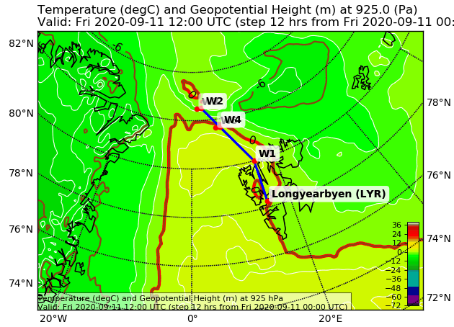 Temperature (degC) and Geopotential Height (m) at 925.0 (Pa)
Valid: Fri 2020-09-11 12:00 UTC (step 12 hrs from Fri 2020-09-11 00:
82°N
80°N
78°N
76°N
74°N
78°N
76°N
74°N
72°N
6
6
0
W2
W4
W1
Longyearbyen (LYR)
36
24
12
0
−12
−24
−36
−48
−60
−72
Temperature (degC) and Geopotential Height (m) at 925 hPa
Valid: Fri 2020-09-11 12:00 UTC (step 12 hrs from Fri 2020-09-11 00:00 UTC)
20°W
0°
20°E